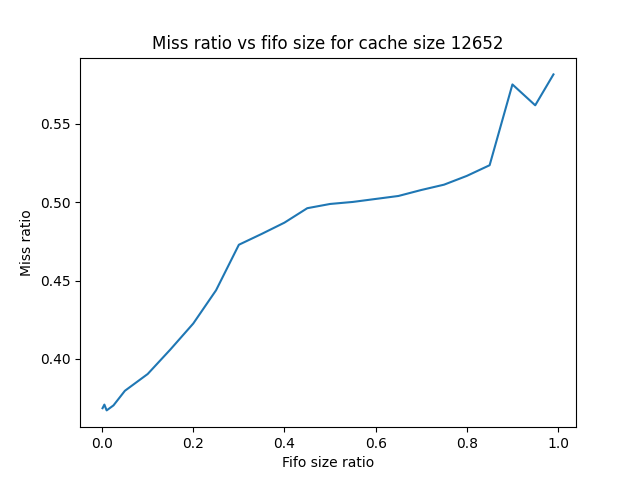 Miss ratio vs fifo size for cache size 12652
0.55
0.50
0.45
0.40
Miss ratio
0.0 0.2 0.4 0.6 0.8 1.0
Fifo size ratio